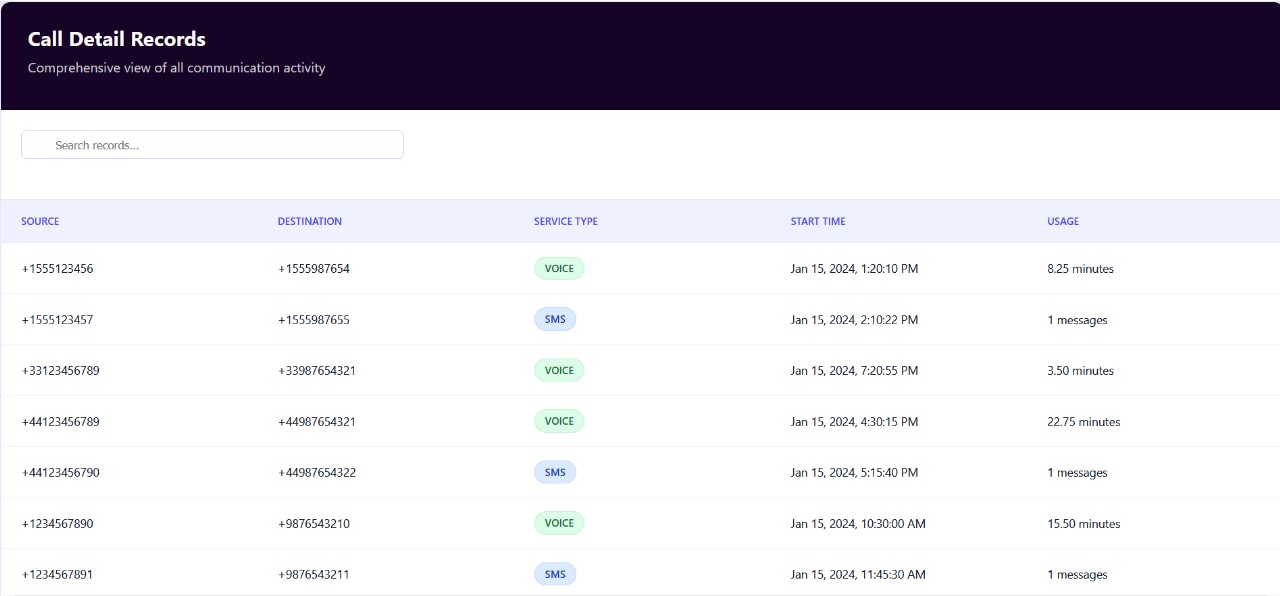 Call Detail Records
Comprehensive view of all communication activity
Search records...
SOURCE DESTINATION SERVICE TYPE START TIME USAGE
+1555123456 +1555987654 VOICE Jan 15, 2024, 1:20:10 PM 8.25 minutes
+1555123457 +1555987655 SMS Jan 15, 2024, 2:10:22 PM 1 messages
+33123456789 +33987654321 VOICE Jan 15, 2024, 7:20:55 PM 3.50 minutes
+44123456789 +44987654321 VOICE Jan 15, 2024, 4:30:15 PM 22.75 minutes
+44123456790 +44987654322 SMS Jan 15, 2024, 5:15:40 PM 1 messages
+1234567890 +9876543210 VOICE Jan 15, 2024, 10:30:00 AM 15.50 minutes
+1234567891 +9876543211 SMS Jan 15, 2024, 11:45:30 AM 1 messages